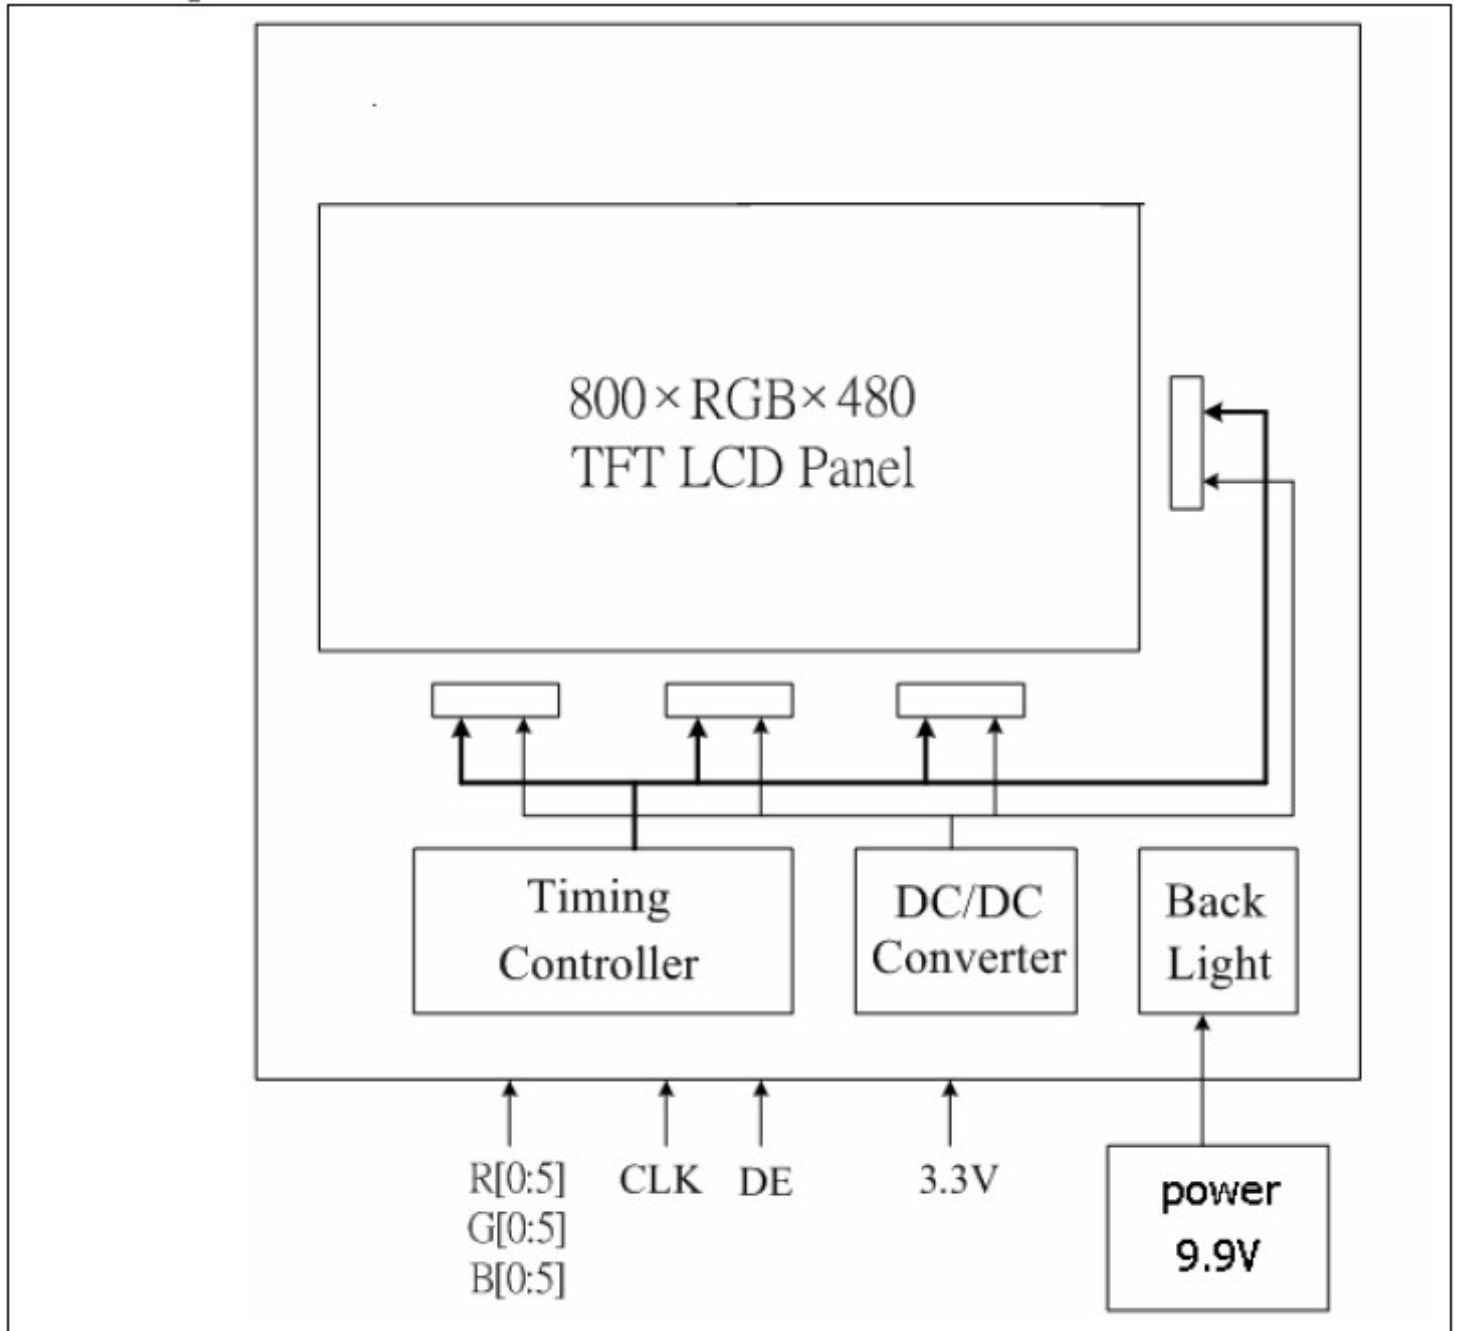 800×RGB×480
TFT LCD Panel
Timing
Controller
DC/DC
Converter
Back
Light
R[0:5]
G[0:5]
B[0:5]
CLK
DE
3.3V
power
9.9V